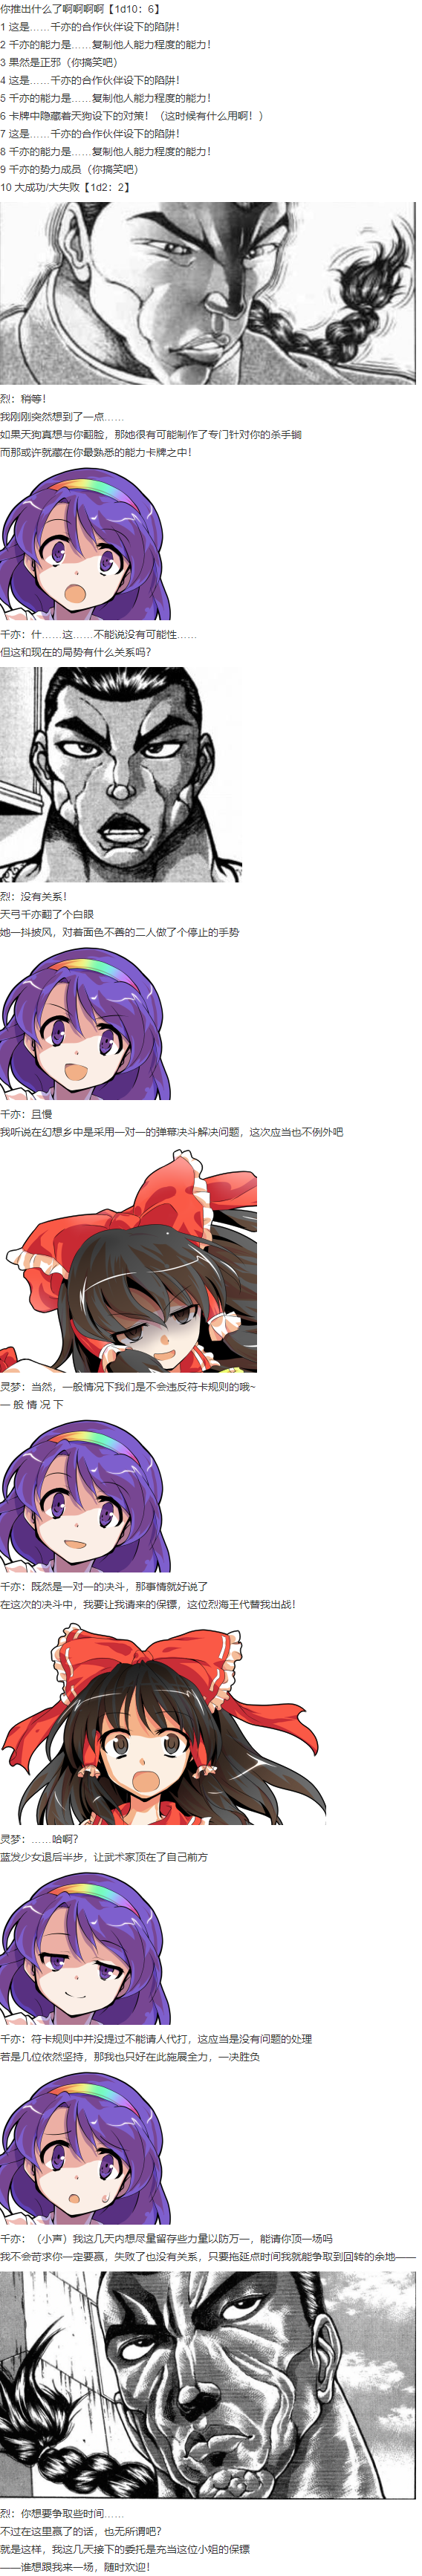 你推出什么了啊啊啊啊【1d10：6】
1 这是……千亦的合作伙伴设下的陷阱！
2 千亦的能力是……复制他人能力程度的能力！
3 果然是正邪（你搞笑吧）
4 这是……千亦的合作伙伴设下的陷阱！
5 千亦的能力是……复制他人能力程度的能力！
6 卡牌中隐藏着天狗设下的对策！（这时候有什么用啊！）
7 这是……千亦的合作伙伴设下的陷阱！
8 千亦的能力是……复制他人能力程度的能力！
9 千亦的势力成员（你搞笑吧）
10 大成功/大失败【1d2：2】
烈：稍等！
我刚刚突然想到了一点……
如果天狗真想与你翻脸，那她很有可能制作了专门针对你的杀手锏
而那或许就藏在你最熟悉的能力卡牌之中！
千亦：什……这……不能说没有可能性……
但这和现在的局势有什么关系吗？
烈：没有关系！
天弓千亦翻了个白眼
她一抖披风，对着面色不善的二人做了个停止的手势
千亦：且慢
我听说在幻想乡中是采用一对一的弹幕决斗解决问题，这次应当也不例外吧
灵梦：当然，一般情况下我们是不会违反符卡规则的哦~
一 般 情 况 下
千亦：既然是一对一的决斗，那事情就好说了
在这次的决斗中，我要让我请来的保镖，这位烈海王代替我出战！
灵梦：……哈啊？
蓝发少女退后半步，让武术家顶在了自己前方
千亦：符卡规则中并没提过不能请人代打，这应当是没有问题的处理
若是几位依然坚持，那我也只好在此施展全力，一决胜负
千亦：（小声）我这几天内想尽量留存些力量以防万一，能请你顶一场吗
我不会苛求你一定要赢，失败了也没有关系，只要拖延点时间我就能争取到回转的余地——
烈：你想要争取些时间……
不过在这里赢了的话，也无所谓吧？
就是这样，我这几天接下的委托是充当这位小姐的保镖
——谁想跟我来一场，随时欢迎！